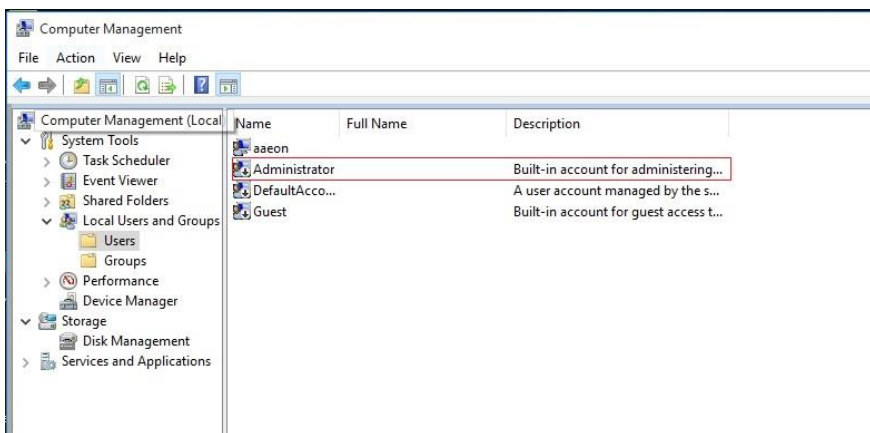 Computer Management
File Action View Help
Computer Management (Local
System Tools
Task Scheduler
Event Viewer
Shared Folders
Local Users and Groups
Users
Groups
Performance
Device Manager
Storage
Disk Management
Services and Applications
Name Full Name Description
aaeon
Administrator Built-in account for administering...
DefaultAcco... A user account managed by the s...
Guest Built-in account for guest access t...